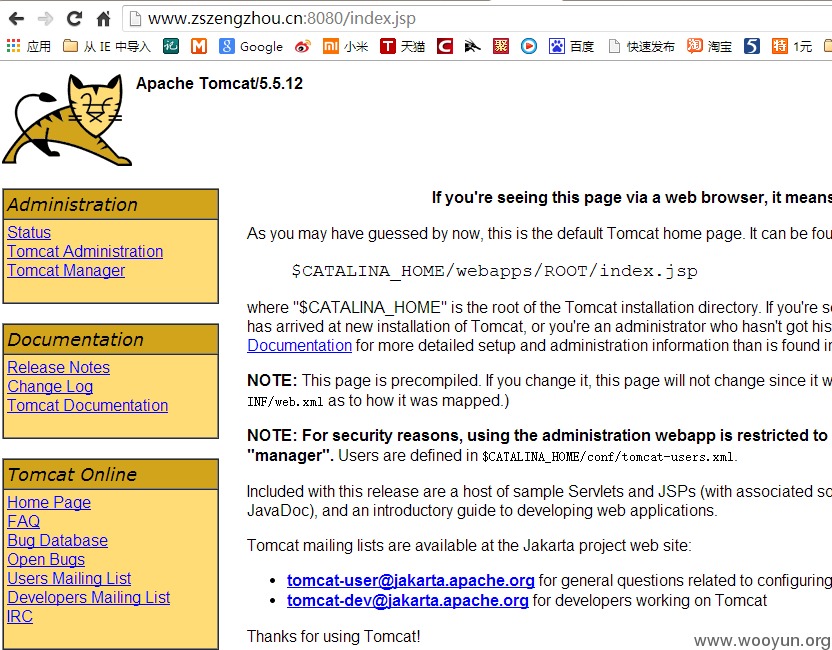 www.zszengzhou.cn:8080/index.jsp
应用 从 IE 中导入 记 M g Google mi 小米 T 天猫 C 聚 百度 快速发布 淘 淘宝 5 特 1元
Apache Tomcat/5.5.12
Administration
Status
Tomcat Administration
Tomcat Manager
Documentation
Release Notes
Change Log
Tomcat Documentation
Tomcat Online
Home Page
FAQ
Bug Database
Open Bugs
Users Mailing List
Developers Mailing List
IRC
If you're seeing this page via a web browser, it means
As you may have guessed by now, this is the default Tomcat home page. It can be fou
$CATALINA_HOME/webapps/ROOT/index.jsp
where "$CATALINA_HOME" is the root of the Tomcat installation directory. If you're s
has arrived at new installation of Tomcat, or you're an administrator who hasn't got his
Documentation for more detailed setup and administration information than is found i
NOTE: This page is precompiled. If you change it, this page will not change since it w
INF/web.xml as to how it was mapped.)
NOTE: For security reasons, using the administration webapp is restricted to
"manager". Users are defined in $CATALINA_HOME/conf/tomcat-users.xml.
Included with this release are a host of sample Servlets and JSPs (with associated so
JavaDoc), and an introductory guide to developing web applications.
Tomcat mailing lists are available at the Jakarta project web site:
• tomcat-user@jakarta.apache.org for general questions related to configuring
• tomcat-dev@jakarta.apache.org for developers working on Tomcat
Thanks for using Tomcat!
www.wooyun.org